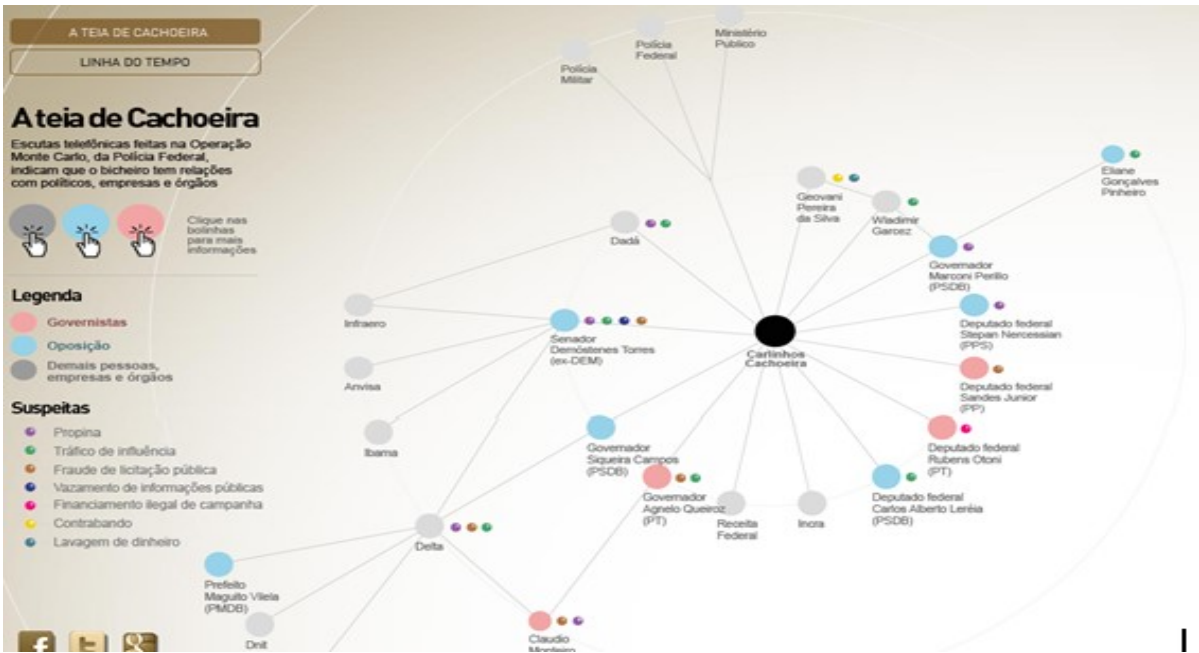 A TEIA DE CACHOEIRA
LINHA DO TEMPO
A teia de Cachoeira
Escutas telefônicas feitas na Operação
Monte Carlo, da Polícia Federal,
indicam que o bicheiro tem relações
com políticos, empresas e órgãos
Clique nas
bolinhas
para mais
informações
Legenda
Governistas
Oposição
Demais pessoas,
empresas e órgãos
Suspeitas
Propina
Tráfico de influência
Fraude de licitação pública
Vazamento de informações públicas
Financiamento ilegal de campanha
Contrabando
Lavagem de dinheiro
Polícia
Militar
Polícia
Federal
Ministério
Publico
Eliane
Gonçalves
Pinheiro
Geovani
Pereira
da Silva
Wladimir
Garcez
Dadá
Governador
Marconi Perillo
(PSDB)
Infraero
Senador
Demóstenes Torres
(ex-DEM)
Carlinhos
Cachoeira
Deputado federal
Stepan Nercessian
(PPS)
Anvisa
Deputado federal
Sandes Junior
(PP)
Ibama
Governador
Siqueira Campos
(PSDB)
Deputado federal
Rubens Otoni
(PT)
Governador
Agnelo Queiroz
(PT)
Receita
Federal
Incra
Deputado federal
Carlos Alberto Leréia
(PSDB)
Delta
Prefeito
Maguito Vilela
(PMDB)
Dnit
Claudio
Monteiro